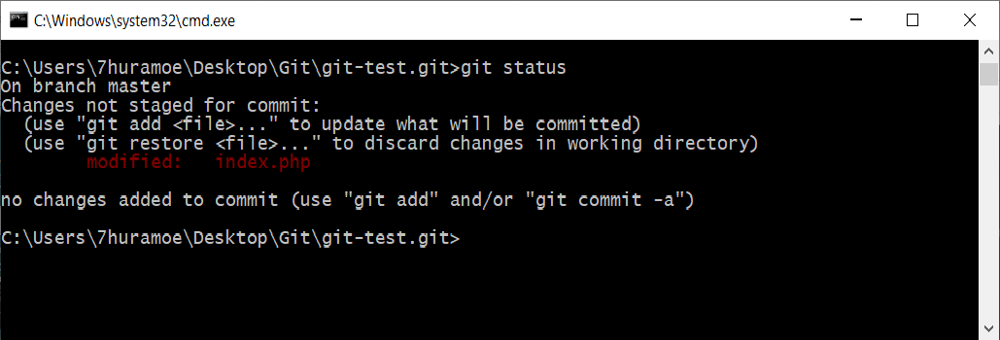 C:\Windows\system32\cmd.exe
C:\Users\7huramoe\Desktop\Git\git-test.git>git status
On branch master
Changes not staged for commit:
  (use "git add <file>..." to update what will be committed)
  (use "git restore <file>..." to discard changes in working directory)
        modified:   index.php
no changes added to commit (use "git add" and/or "git commit -a")
C:\Users\7huramoe\Desktop\Git\git-test.git>